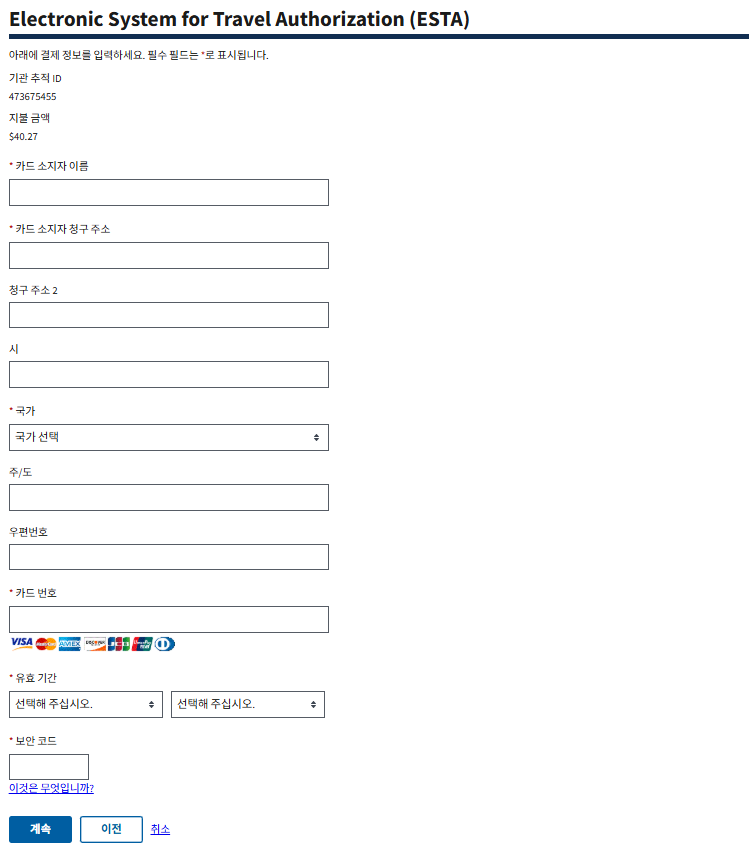 Electronic System for Travel Authorization (ESTA)
아래에 결제 정보를 입력하세요. 필수 필드는 *로 표시됩니다.
기관 추적 ID
473675455
지불 금액
$40.27
* 카드 소지자 이름
* 카드 소지자 청구 주소
청구 주소 2
시
* 국가
국가 선택
주/도
우편번호
* 카드 번호
VISA MasterCard AMEX DISCOVER JCB UnionPay
* 유효 기간
선택해 주십시오. 선택해 주십시오.
* 보안 코드
이것은 무엇입니까?
계속 이전 취소